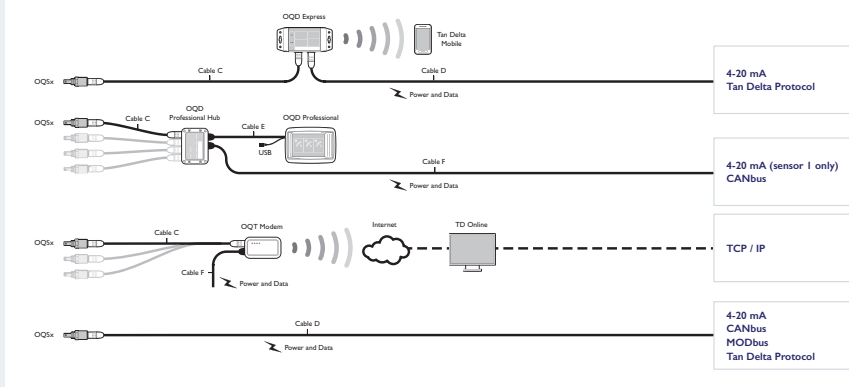 OQD Express
Tan Delta
Mobile
OQSx
Cable C
Cable D
Power and Data
4-20 mA
Tan Delta Protocol
OQSx
Cable C
OQD
Professional Hub
Cable E
OQD Professional
USB
Cable F
Power and Data
4-20 mA (sensor 1 only)
CANbus
OQSx
Cable C
OQT Modem
Internet
TD Online
Cable F
Power and Data
TCP / IP
OQSx
Cable D
Power and Data
4-20 mA
CANbus
MODbus
Tan Delta Protocol